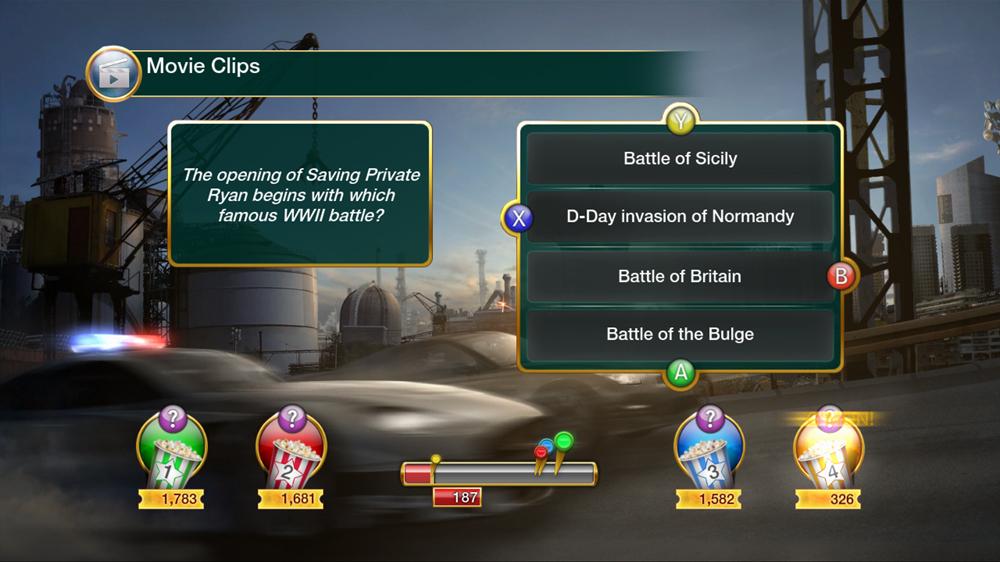 Movie Clips
The opening of Saving Private
Ryan begins with which
famous WWII battle?
Y
Battle of Sicily
X
D-Day invasion of Normandy
Battle of Britain
B
Battle of the Bulge
A
?
?
?
1
2
3
4
1,783
1,681
187
1,582
326